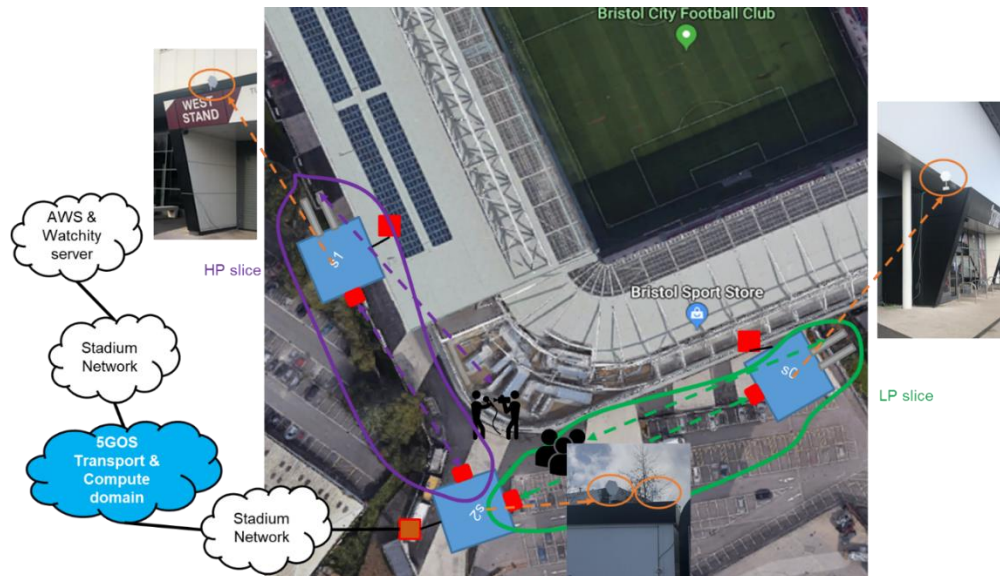 Bristol City Football Club
WEST
STAND
AWS &
Watchity
server
HP slice
s1
Bristol Sport Store
Stadium
Network
s0
LP slice
5GOS
Transport &
Compute
domain
Stadium
Network
s2